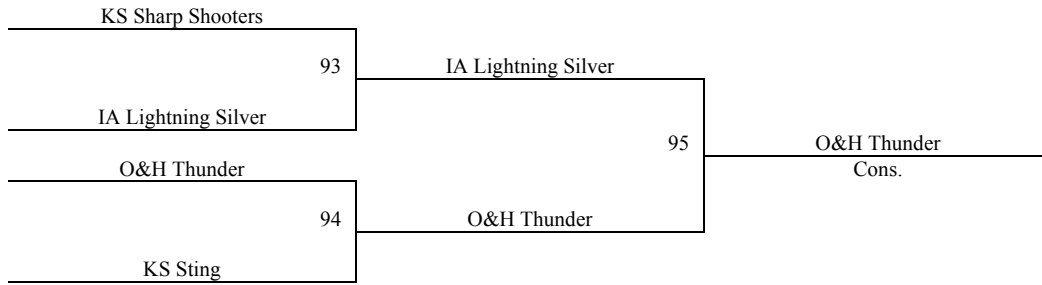 KS Sharp Shooters
93
IA Lightning Silver
IA Lightning Silver
95
O&H Thunder
Cons.
O&H Thunder
94
O&H Thunder
KS Sting